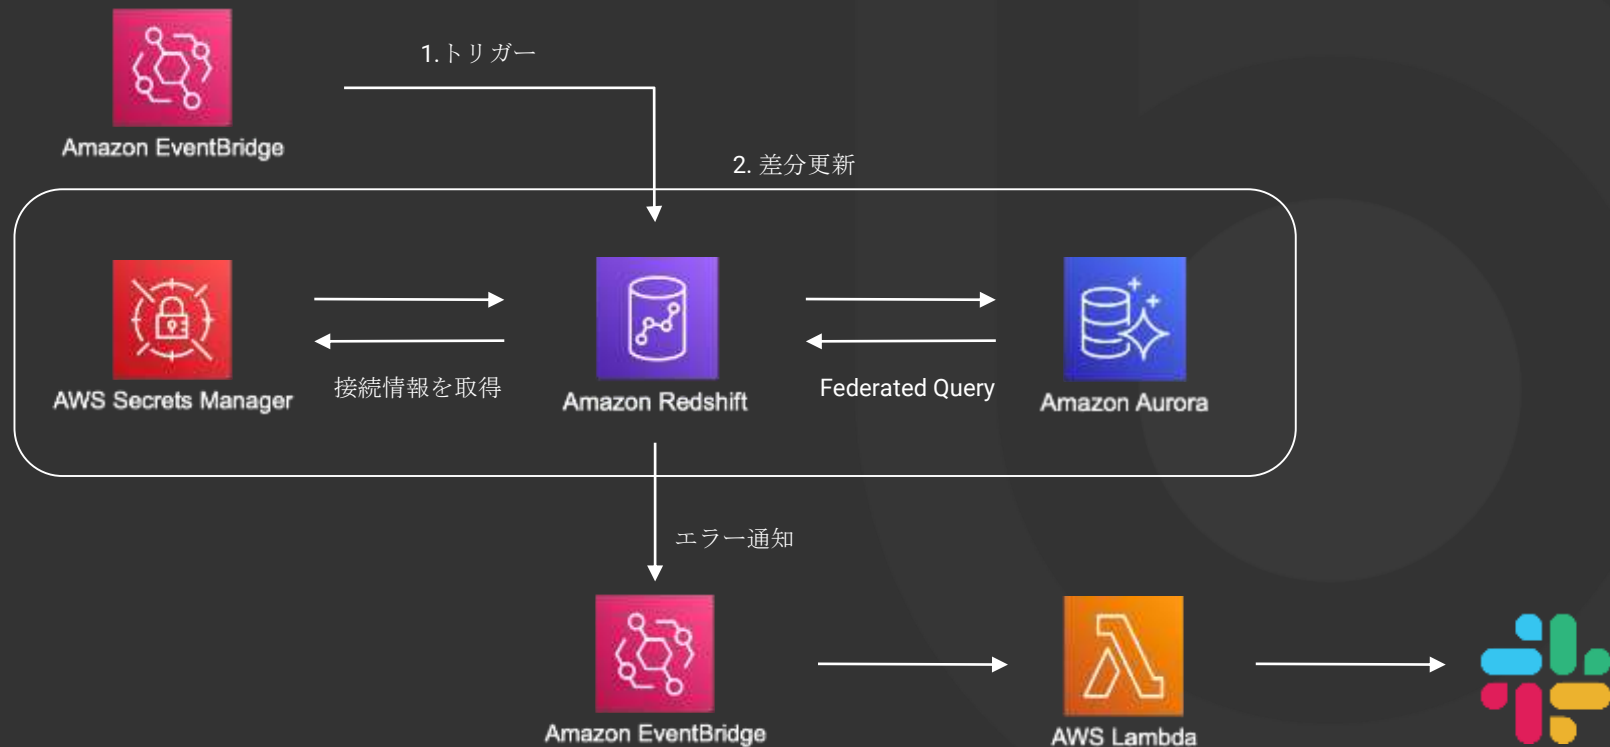 1.トリガー
Amazon EventBridge
2. 差分更新
接続情報を取得
Federated Query
AWS Secrets Manager
Amazon Redshift
Amazon Aurora
エラー通知
Amazon EventBridge
AWS Lambda